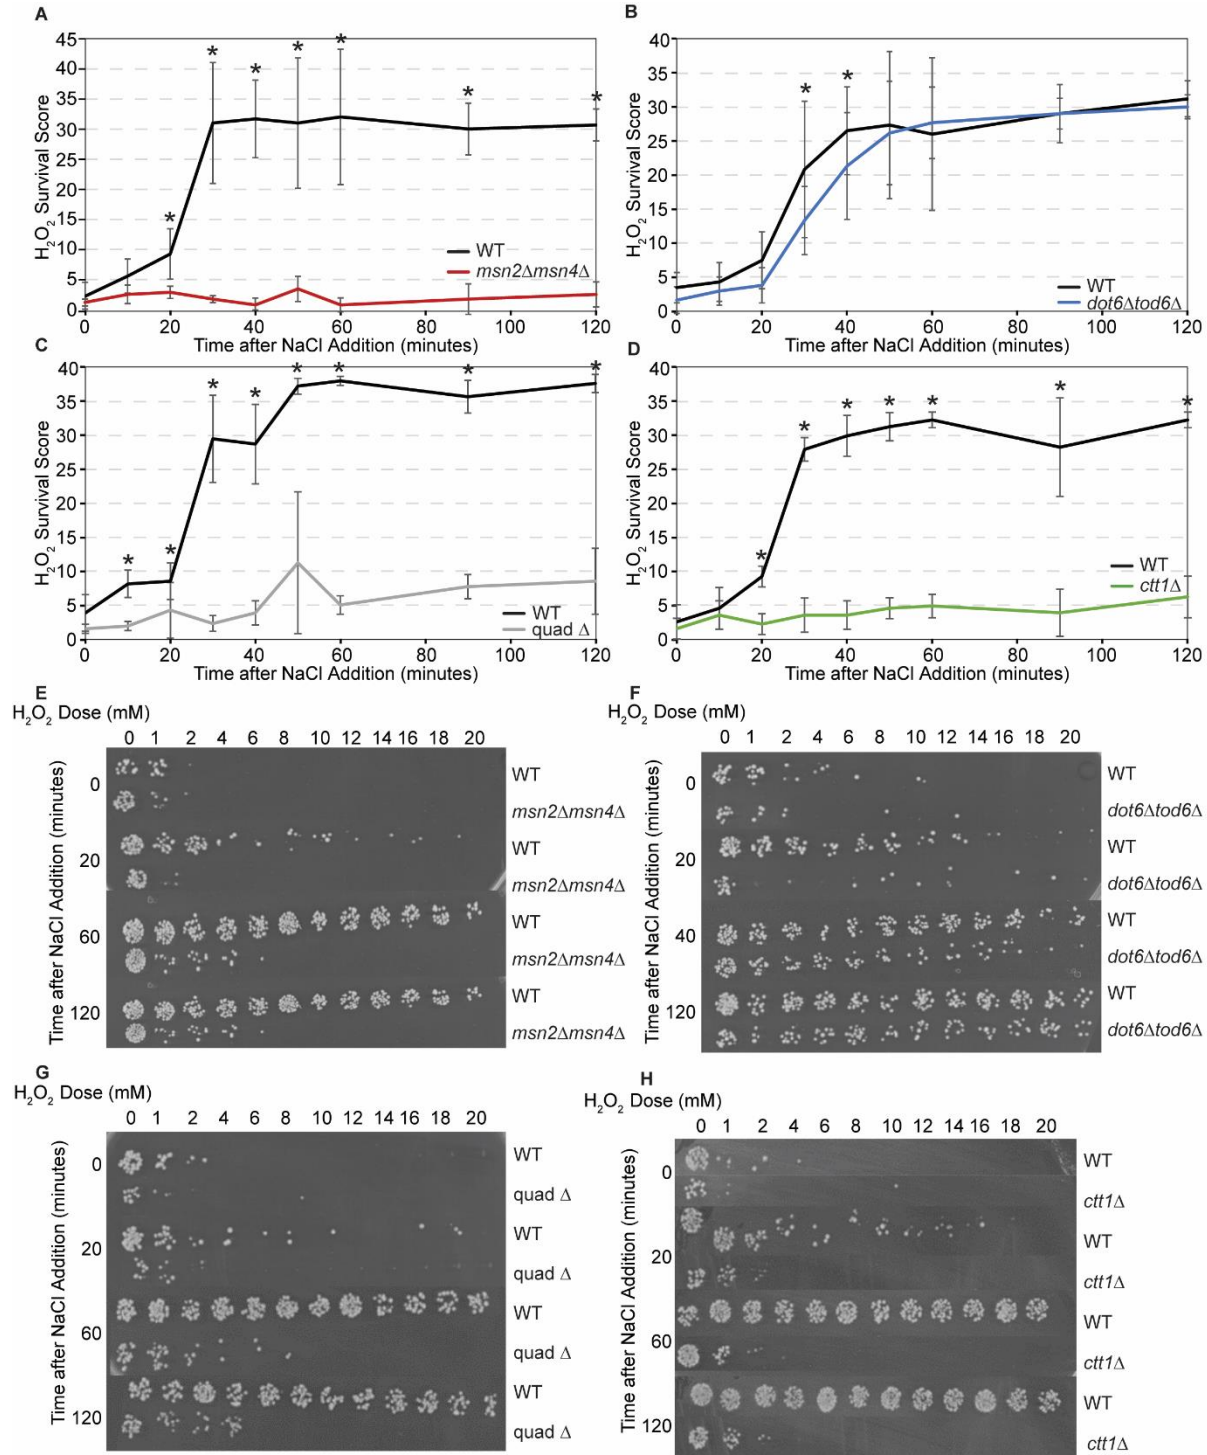 A
H₂O₂ Survival Score
45
40
35
30
25
20
15
10
5
0
* * * * * * * *
WT
msn2Δmsn4Δ
0 20 40 60 80 100 120
Time after NaCl Addition (minutes)
B
H₂O₂ Survival Score
40
35
30
25
20
15
10
5
0
* *
WT
dot6Δtod6Δ
0 20 40 60 80 100 120
Time after NaCl Addition (minutes)
C
H₂O₂ Survival Score
40
35
30
25
20
15
10
5
0
* * * * * * * *
WT
quad Δ
0 20 40 60 80 100 120
Time after NaCl Addition (minutes)
D
H₂O₂ Survival Score
40
35
30
25
20
15
10
5
0
* * * * * * *
WT
ctt1Δ
0 20 40 60 80 100 120
Time after NaCl Addition (minutes)
E
H₂O₂ Dose (mM)
0 1 2 4 6 8 10 12 14 16 18 20
Time after NaCl Addition (minutes)
0
WT
msn2Δmsn4Δ
20
WT
msn2Δmsn4Δ
60
WT
msn2Δmsn4Δ
120
WT
msn2Δmsn4Δ
F
H₂O₂ Dose (mM)
0 1 2 4 6 8 10 12 14 16 18 20
Time after NaCl Addition (minutes)
0
WT
dot6Δtod6Δ
20
WT
dot6Δtod6Δ
40
WT
dot6Δtod6Δ
120
WT
dot6Δtod6Δ
G
H₂O₂ Dose (mM)
0 1 2 4 6 8 10 12 14 16 18 20
Time after NaCl Addition (minutes)
0
WT
quad Δ
20
WT
quad Δ
60
WT
quad Δ
120
WT
quad Δ
H
H₂O₂ Dose (mM)
0 1 2 4 6 8 10 12 14 16 18 20
Time after NaCl Addition (minutes)
0
WT
ctt1Δ
20
WT
ctt1Δ
60
WT
ctt1Δ
120
WT
ctt1Δ